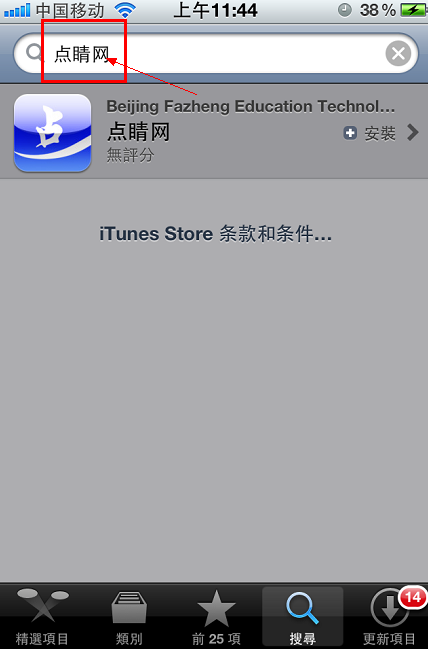 中国移动 上午11:44 38%
点睛网
Beijing Fazheng Education Technol...
点睛网
安裝
無評分
iTunes Store 条款和条件...
14
精選項目 類別 前 25 項 搜尋 更新項目